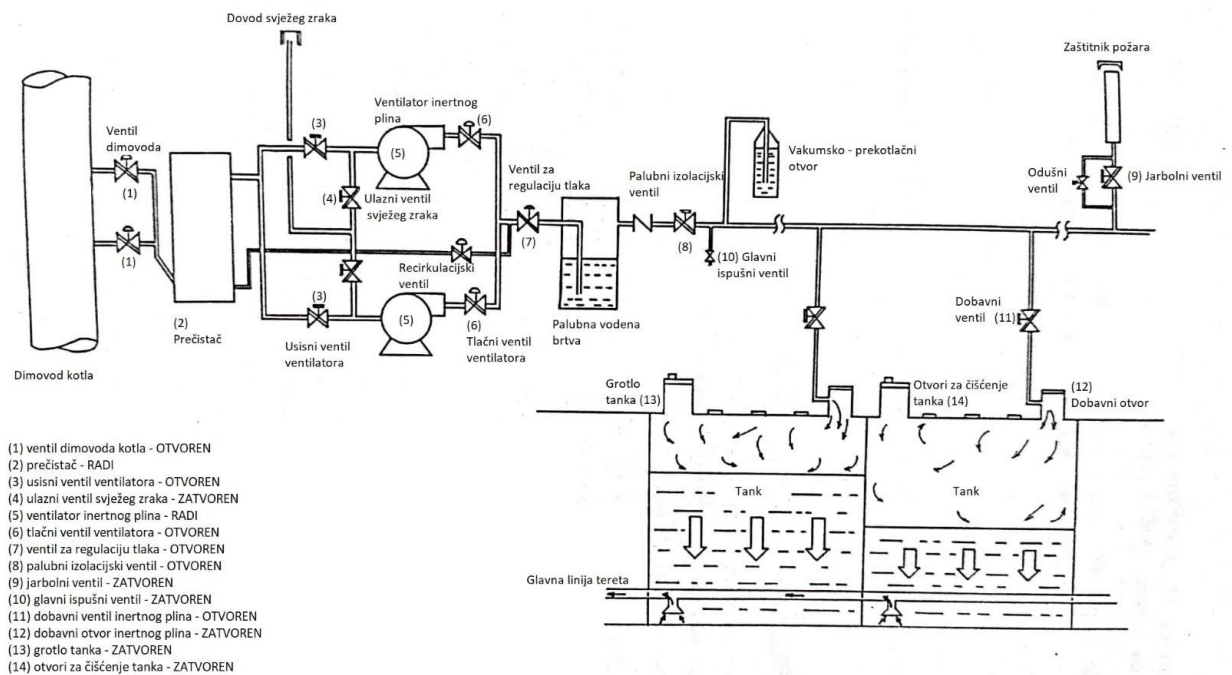 Dovod svježeg zraka
Zaštitnik požara
Ventil
dimovoda
(1)
(1)
(3)
Ventilator inertnog
plina
(6)
(5)
(4)
Ulazni ventil
svježeg zraka
Ventil za
regulaciju tlaka
(7)
Palubni izolacijski
ventil
(8)
Vakumsko - prekotlačni
otvor
Odušni
ventil
(9) Jarbolni ventil
(10) Glavni
ispušni ventil
Recirkulacijski
ventil
(3)
Usisni ventil
ventilatora
(5)
(6)
Tlačni ventil
ventilatora
Palubna vodena
brtva
(2)
Prečistač
Dimovod kotla
Dobavni
ventil (11)
Grotlo
tanka (13)
Otvori za čišćenje
tanka (14)
(12)
Dobavni otvor
Tank
Tank
Glavna linija tereta
(1) ventil dimovoda kotla - OTVOREN
(2) prečistač - RADI
(3) usisni ventil ventilatora - OTVOREN
(4) ulazni ventil svježeg zraka - ZATVOREN
(5) ventilator inertnog plina - RADI
(6) tlačni ventil ventilatora - OTVOREN
(7) ventil za regulaciju tlaka - OTVOREN
(8) palubni izolacijski ventil - OTVOREN
(9) jarbolni ventil - ZATVOREN
(10) glavni ispušni ventil - ZATVOREN
(11) dobavni ventil inertnog plina - OTVOREN
(12) dobavni otvor inertnog plina - ZATVOREN
(13) grotlo tanka - ZATVOREN
(14) otvori za čišćenje tanka - ZATVOREN